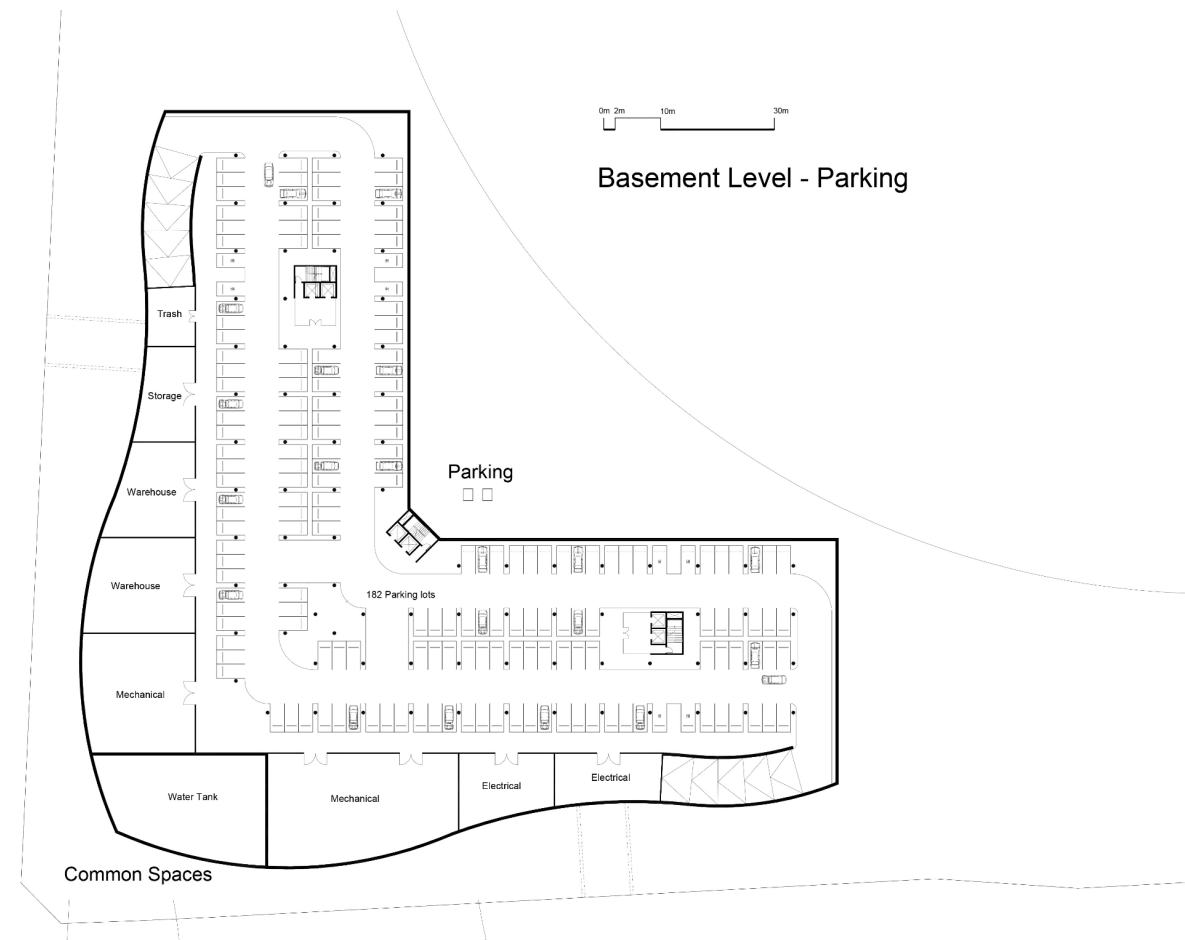 0m 2m 10m 30m
Basement Level - Parking
Trash
Storage
Parking
Warehouse
Warehouse
182 Parking lots
Mechanical
Electrical
Electrical
Water Tank
Mechanical
Common Spaces